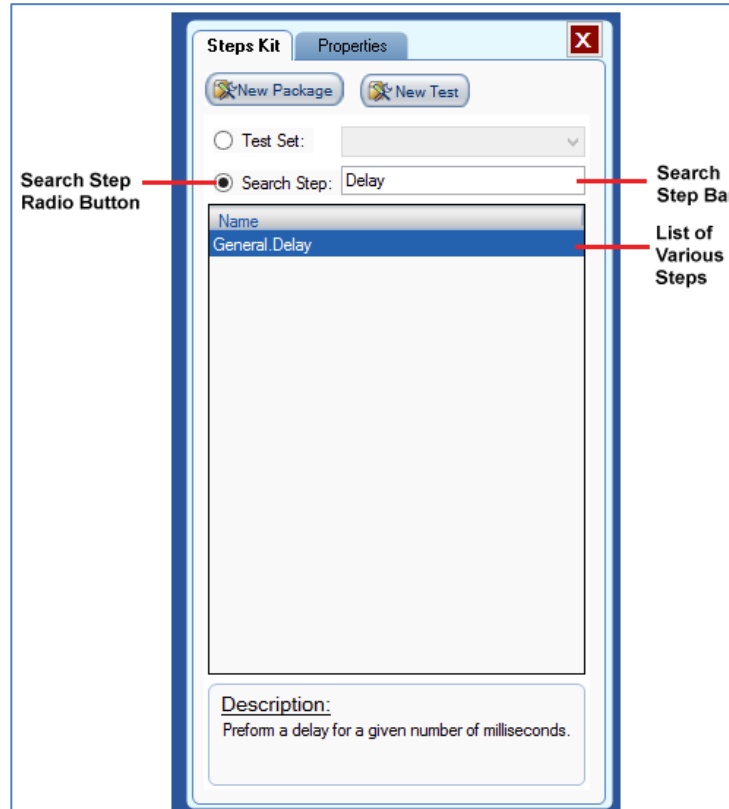 Steps Kit
Properties
X
New Package
New Test
Test Set:
Search Step
Radio Button
Search Step:
Delay
Search
Step Ba
Name
General.Delay
List of
Various
Steps
Description:
Preform a delay for a given number of milliseconds.